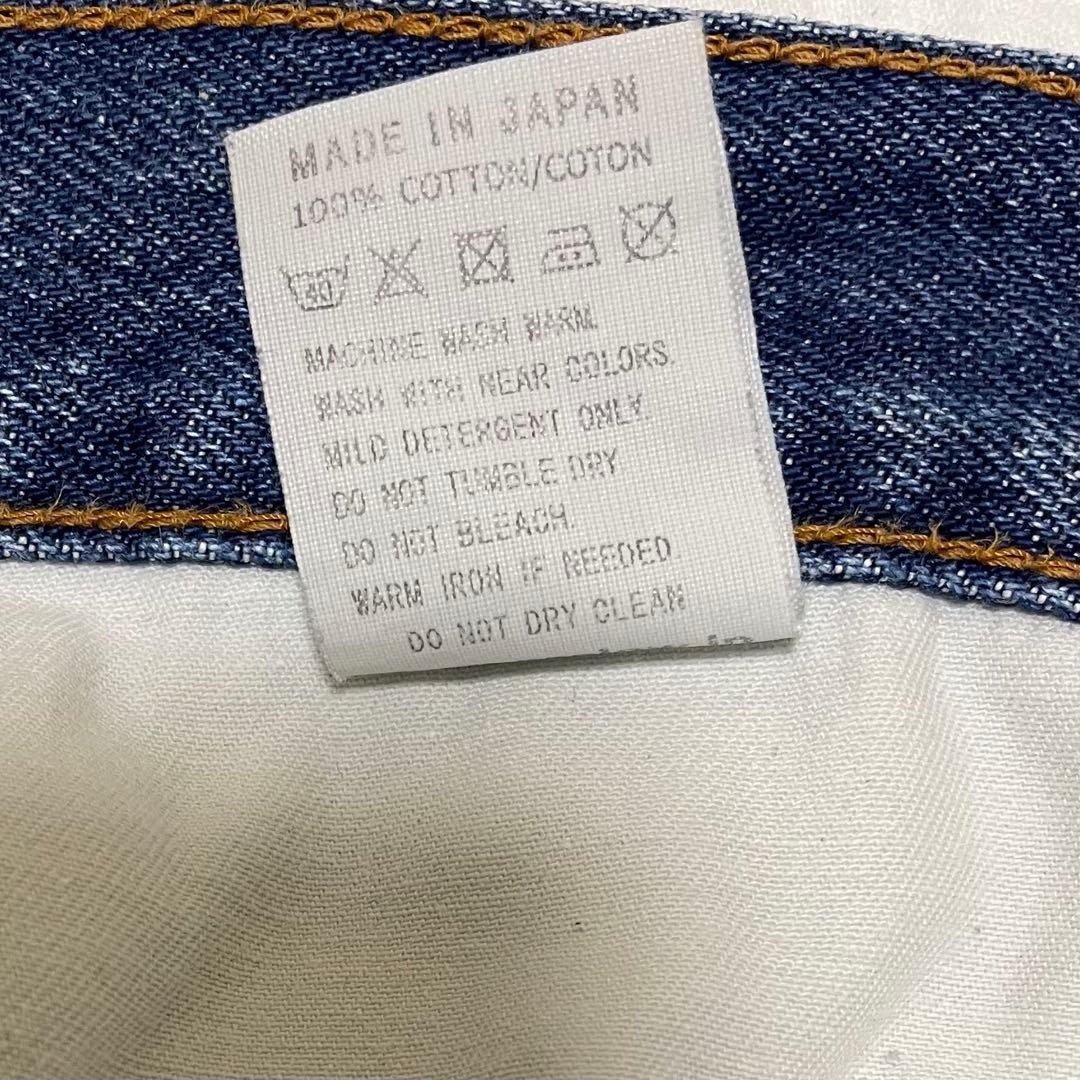 MADE IN JAPAN
100% COTTON/COTON
40
MACHINE WASH WARM.
WASH WITH NEAR COLORS.
MILD DETERGENT ONLY.
DO NOT TUMBLE DRY
DO NOT BLEACH.
WARM IRON IF NEEDED.
DO NOT DRY CLEAN